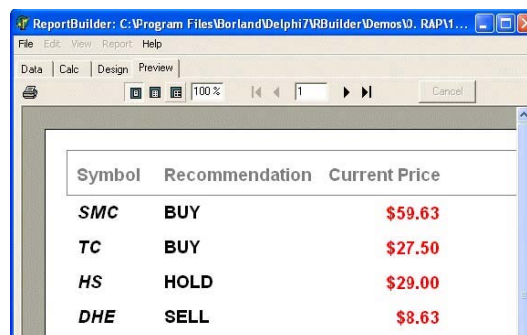 ReportBuilder: C:\Program Files\Borland\Delphi7\RBuilder\Demos\0. RAP\1...
File Edit View Report Help
Data Calc Design Preview
100 % 1 Cancel
Symbol Recommendation Current Price
SMC BUY $59.63
TC BUY $27.50
HS HOLD $29.00
DHE SELL $8.63